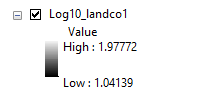 Log10_landco1
Value
High : 1.97772
Low : 1.04139